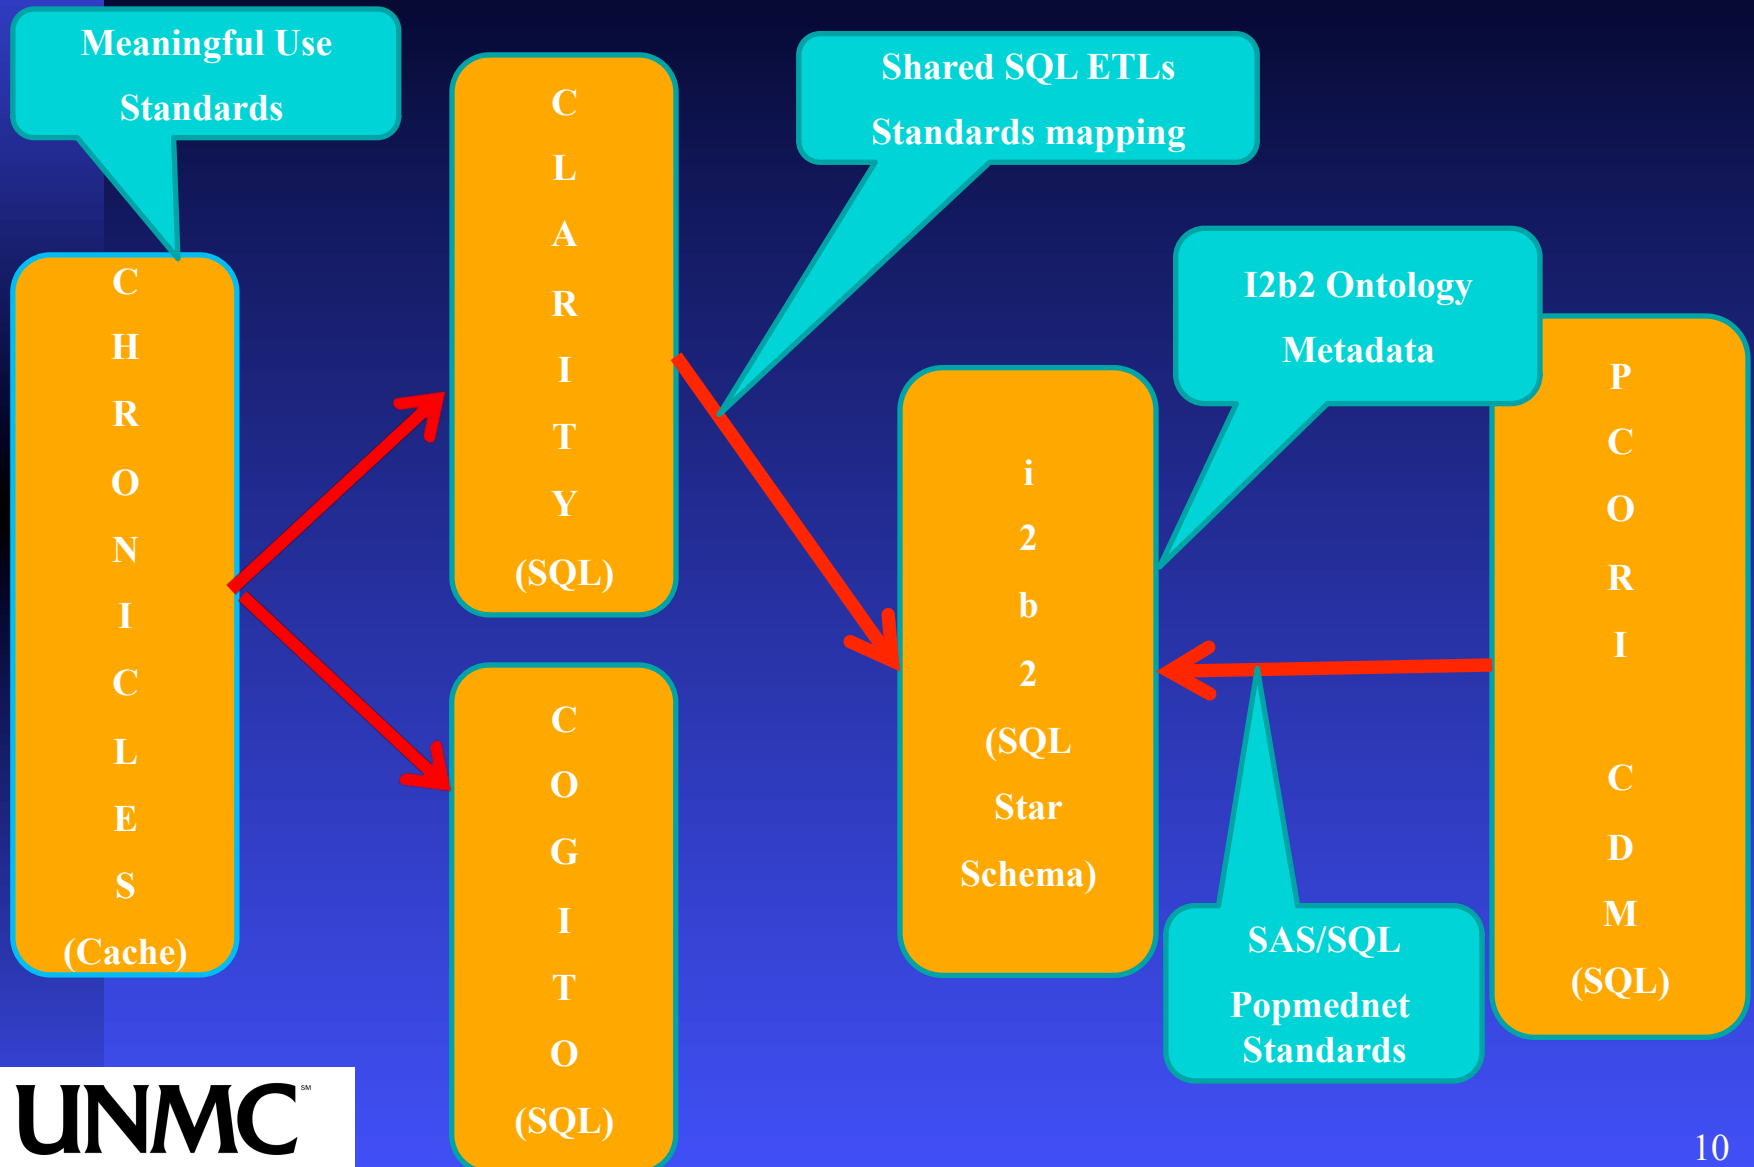 Meaningful Use
Standards
C
H
R
O
N
I
C
L
E
S
(Cache)
C
L
A
R
I
T
Y
(SQL)
C
O
G
I
T
O
(SQL)
Shared SQL ETLs
Standards mapping
i
2
b
2
(SQL
Star
Schema)
I2b2 Ontology
Metadata
P
C
O
R
I
C
D
M
(SQL)
SAS/SQL
Popmednet
Standards
UNMC℠
10